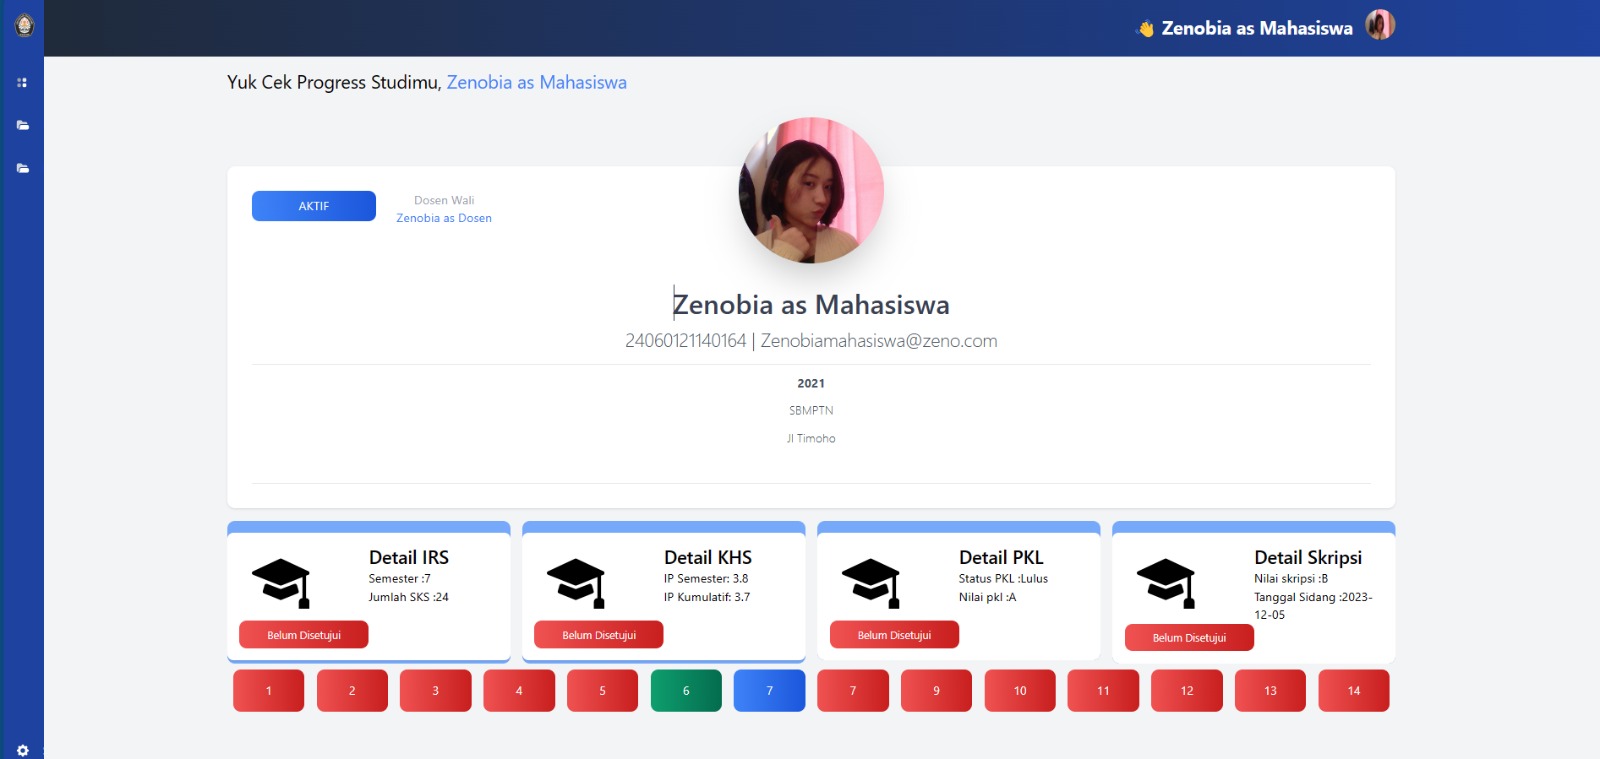 Zenobia as Mahasiswa
Yuk Cek Progress Studimu, Zenobia as Mahasiswa
AKTIF
Dosen Wali
Zenobia as Dosen
Zenobia as Mahasiswa
24060121140164 | Zenobiamahasiswa@zeno.com
2021
SBMPTN
Jl Timoho
Detail IRS
Semester :7
Jumlah SKS :24
Belum Disetujui
Detail KHS
IP Semester: 3.8
IP Kumulatif: 3.7
Belum Disetujui
Detail PKL
Status PKL :Lulus
Nilai pkl :A
Belum Disetujui
Detail Skripsi
Nilai skripsi :B
Tanggal Sidang :2023-
12-05
Belum Disetujui
1 2 3 4 5 6 7 7 9 10 11 12 13 14